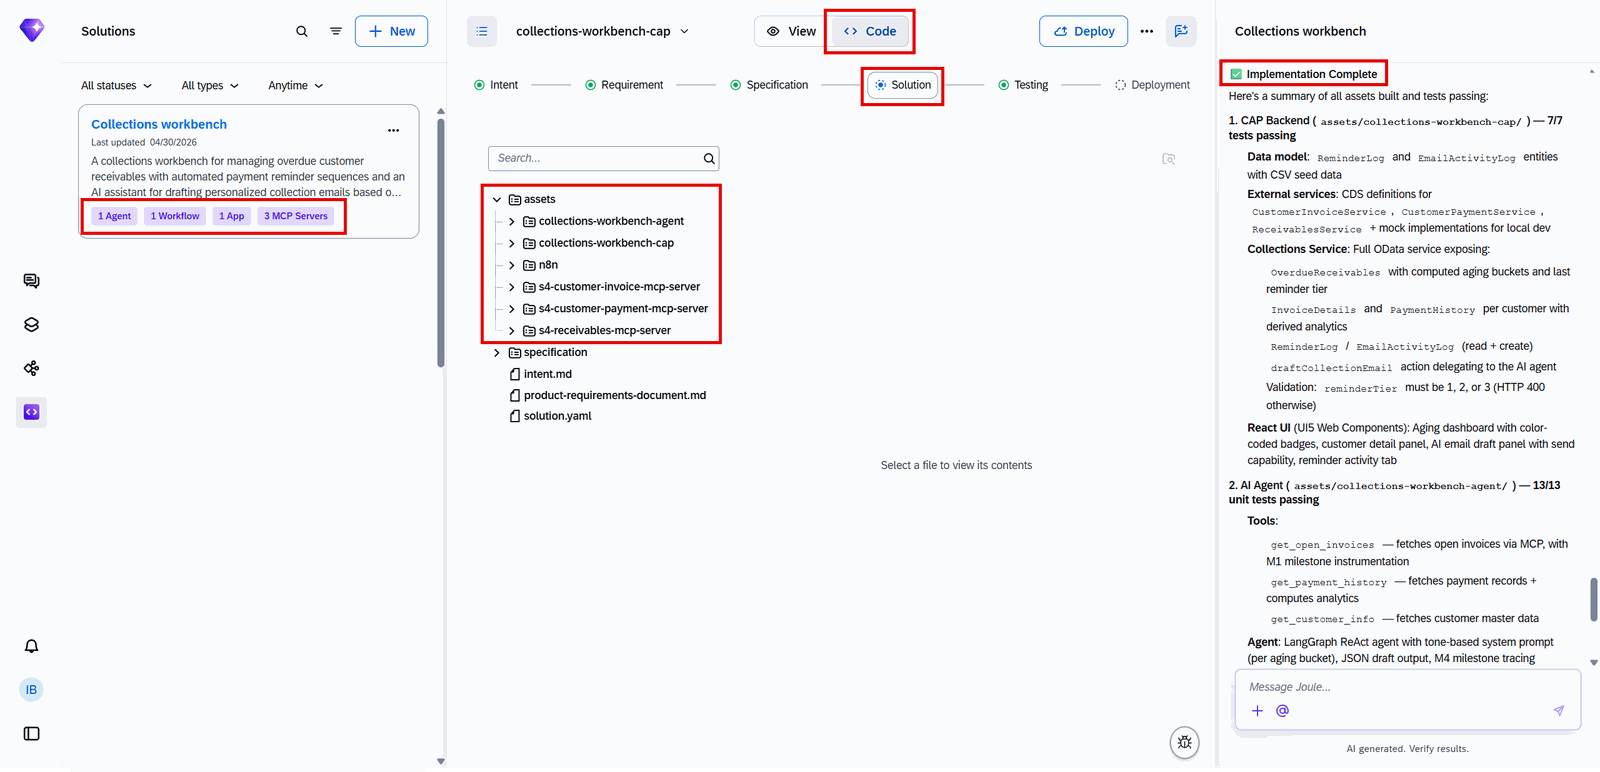 Solutions
New
All statuses
All types
Anytime
Collections workbench
Last updated 04/30/2026
A collections workbench for managing overdue customer
receivables with automated payment reminder sequences and an
AI assistant for drafting personalized collection emails based o...
1 Agent
1 Workflow
1 App
3 MCP Servers
IB
collections-workbench-cap
View
Code
Deploy
Intent
Requirement
Specification
Solution
Testing
Deployment
Search...
assets
collections-workbench-agent
collections-workbench-cap
n8n
s4-customer-invoice-mcp-server
s4-customer-payment-mcp-server
s4-receivables-mcp-server
specification
intent.md
product-requirements-document.md
solution.yaml
Select a file to view its contents
Collections workbench
✅ Implementation Complete
Here's a summary of all assets built and tests passing:
1. CAP Backend ( assets/collections-workbench-cap/ ) — 7/7
tests passing
Data model: ReminderLog and EmailActivityLog entities
with CSV seed data
External services: CDS definitions for
CustomerInvoiceService , CustomerPaymentService ,
ReceivablesService + mock implementations for local dev
Collections Service: Full OData service exposing:
OverdueReceivables with computed aging buckets and last
reminder tier
InvoiceDetails and PaymentHistory per customer with
derived analytics
ReminderLog / EmailActivityLog (read + create)
draftCollectionEmail action delegating to the AI agent
Validation: reminderTier must be 1, 2, or 3 (HTTP 400
otherwise)
React UI (UI5 Web Components): Aging dashboard with color-
coded badges, customer detail panel, AI email draft panel with send
capability, reminder activity tab
2. AI Agent ( assets/collections-workbench-agent/ ) — 13/13
unit tests passing
Tools:
get_open_invoices — fetches open invoices via MCP, with
M1 milestone instrumentation
get_payment_history — fetches payment records +
computes analytics
get_customer_info — fetches customer master data
Agent: LangGraph ReAct agent with tone-based system prompt
(per aging bucket), JSON draft output, M4 milestone tracing
Message Joule...
AI generated. Verify results.